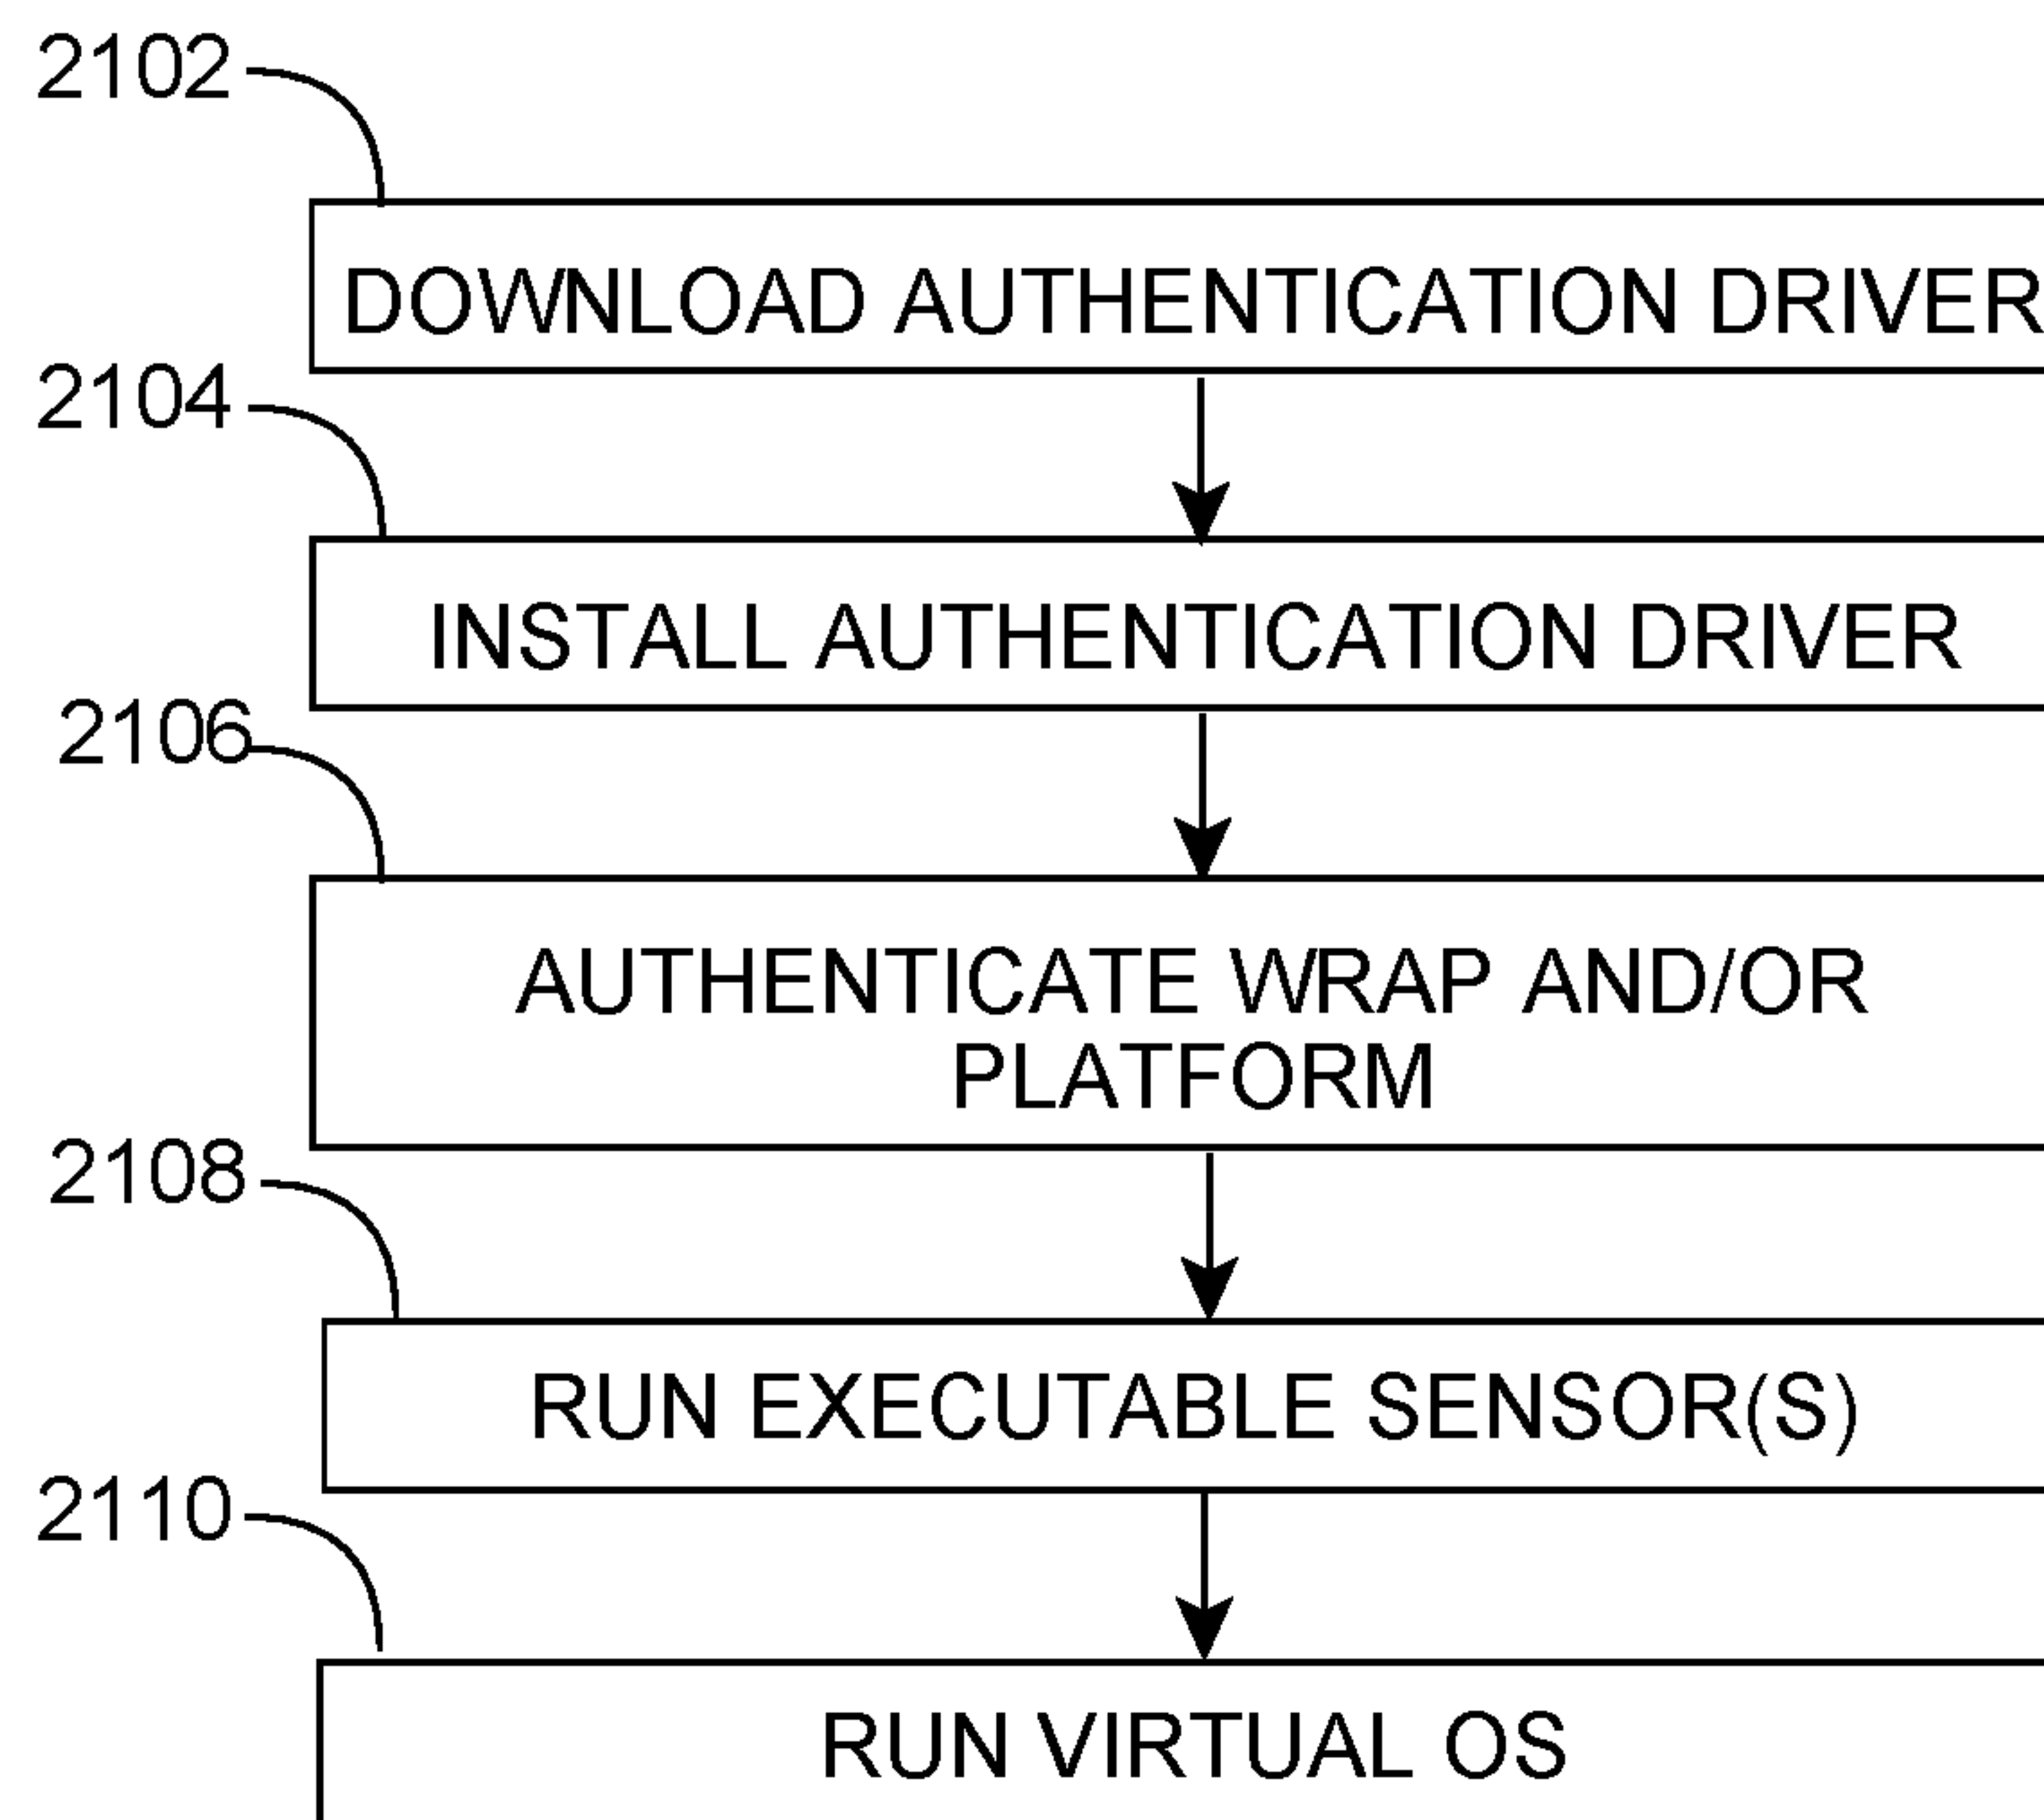 2102
DOWNLOAD AUTHENTICATION DRIVER
2104
INSTALL AUTHENTICATION DRIVER
2106
AUTHENTICATE WRAP AND/OR
PLATFORM
2108
RUN EXECUTABLE SENSOR(S)
2110
RUN VIRTUAL OS